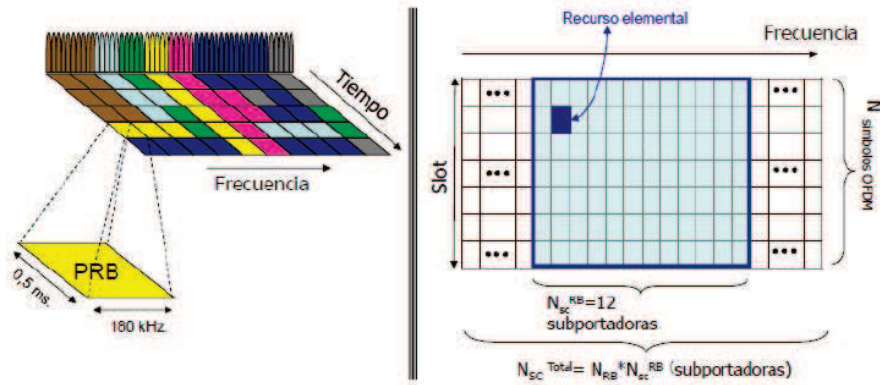 Tiempo
Frecuencia
PRB
0,5 ms.
180 kHz.
Recurso elemental
Frecuencia
Slot
N
símbolos OFDM
N_sc^RB=12
subportadoras
N_SC^Total= N_RB*N_sc^RB (subportadoras)